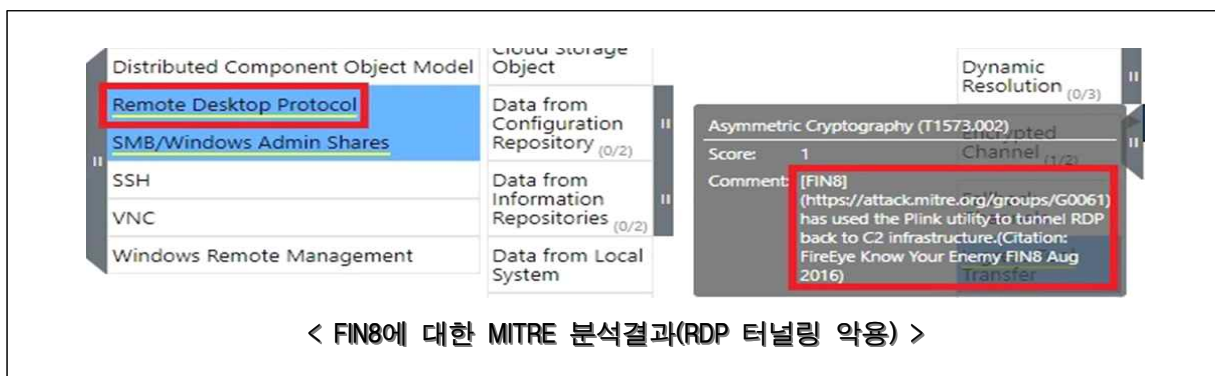 Distributed Component Object Model
Remote Desktop Protocol
SMB/Windows Admin Shares
SSH
VNC
Windows Remote Management
Cloud Storage
Object
Data from
Configuration
Repository (0/2)
Data from
Information
Repositories (0/2)
Data from Local
System
Dynamic
Resolution (0/3)
Encrypted
Channel (1/2)
Transfer
Asymmetric Cryptography (T1573.002)
Score: 1
Comment: [FIN8]
(https://attack.mitre.org/groups/G0061)
has used the Plink utility to tunnel RDP
back to C2 infrastructure.(Citation:
FireEye Know Your Enemy FIN8 Aug
2016)
< FIN8에 대한 MITRE 분석결과(RDP 터널링 악용) >